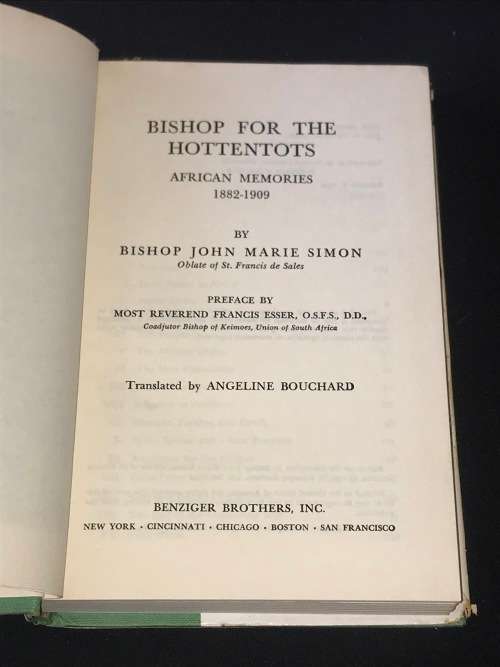 BISHOP FOR THE
HOTTENTOTS
AFRICAN MEMORIES
1882-1909
BY
BISHOP JOHN MARIE SIMON
Oblate of St. Francis de Sales
PREFACE BY
MOST REVEREND FRANCIS ESSER, O.S.F.S., D.D.,
Coadjutor Bishop of Keimoes, Union of South Africa
Translated by ANGELINE BOUCHARD
BENZIGER BROTHERS, INC.
NEW YORK • CINCINNATI • CHICAGO • BOSTON • SAN FRANCISCO